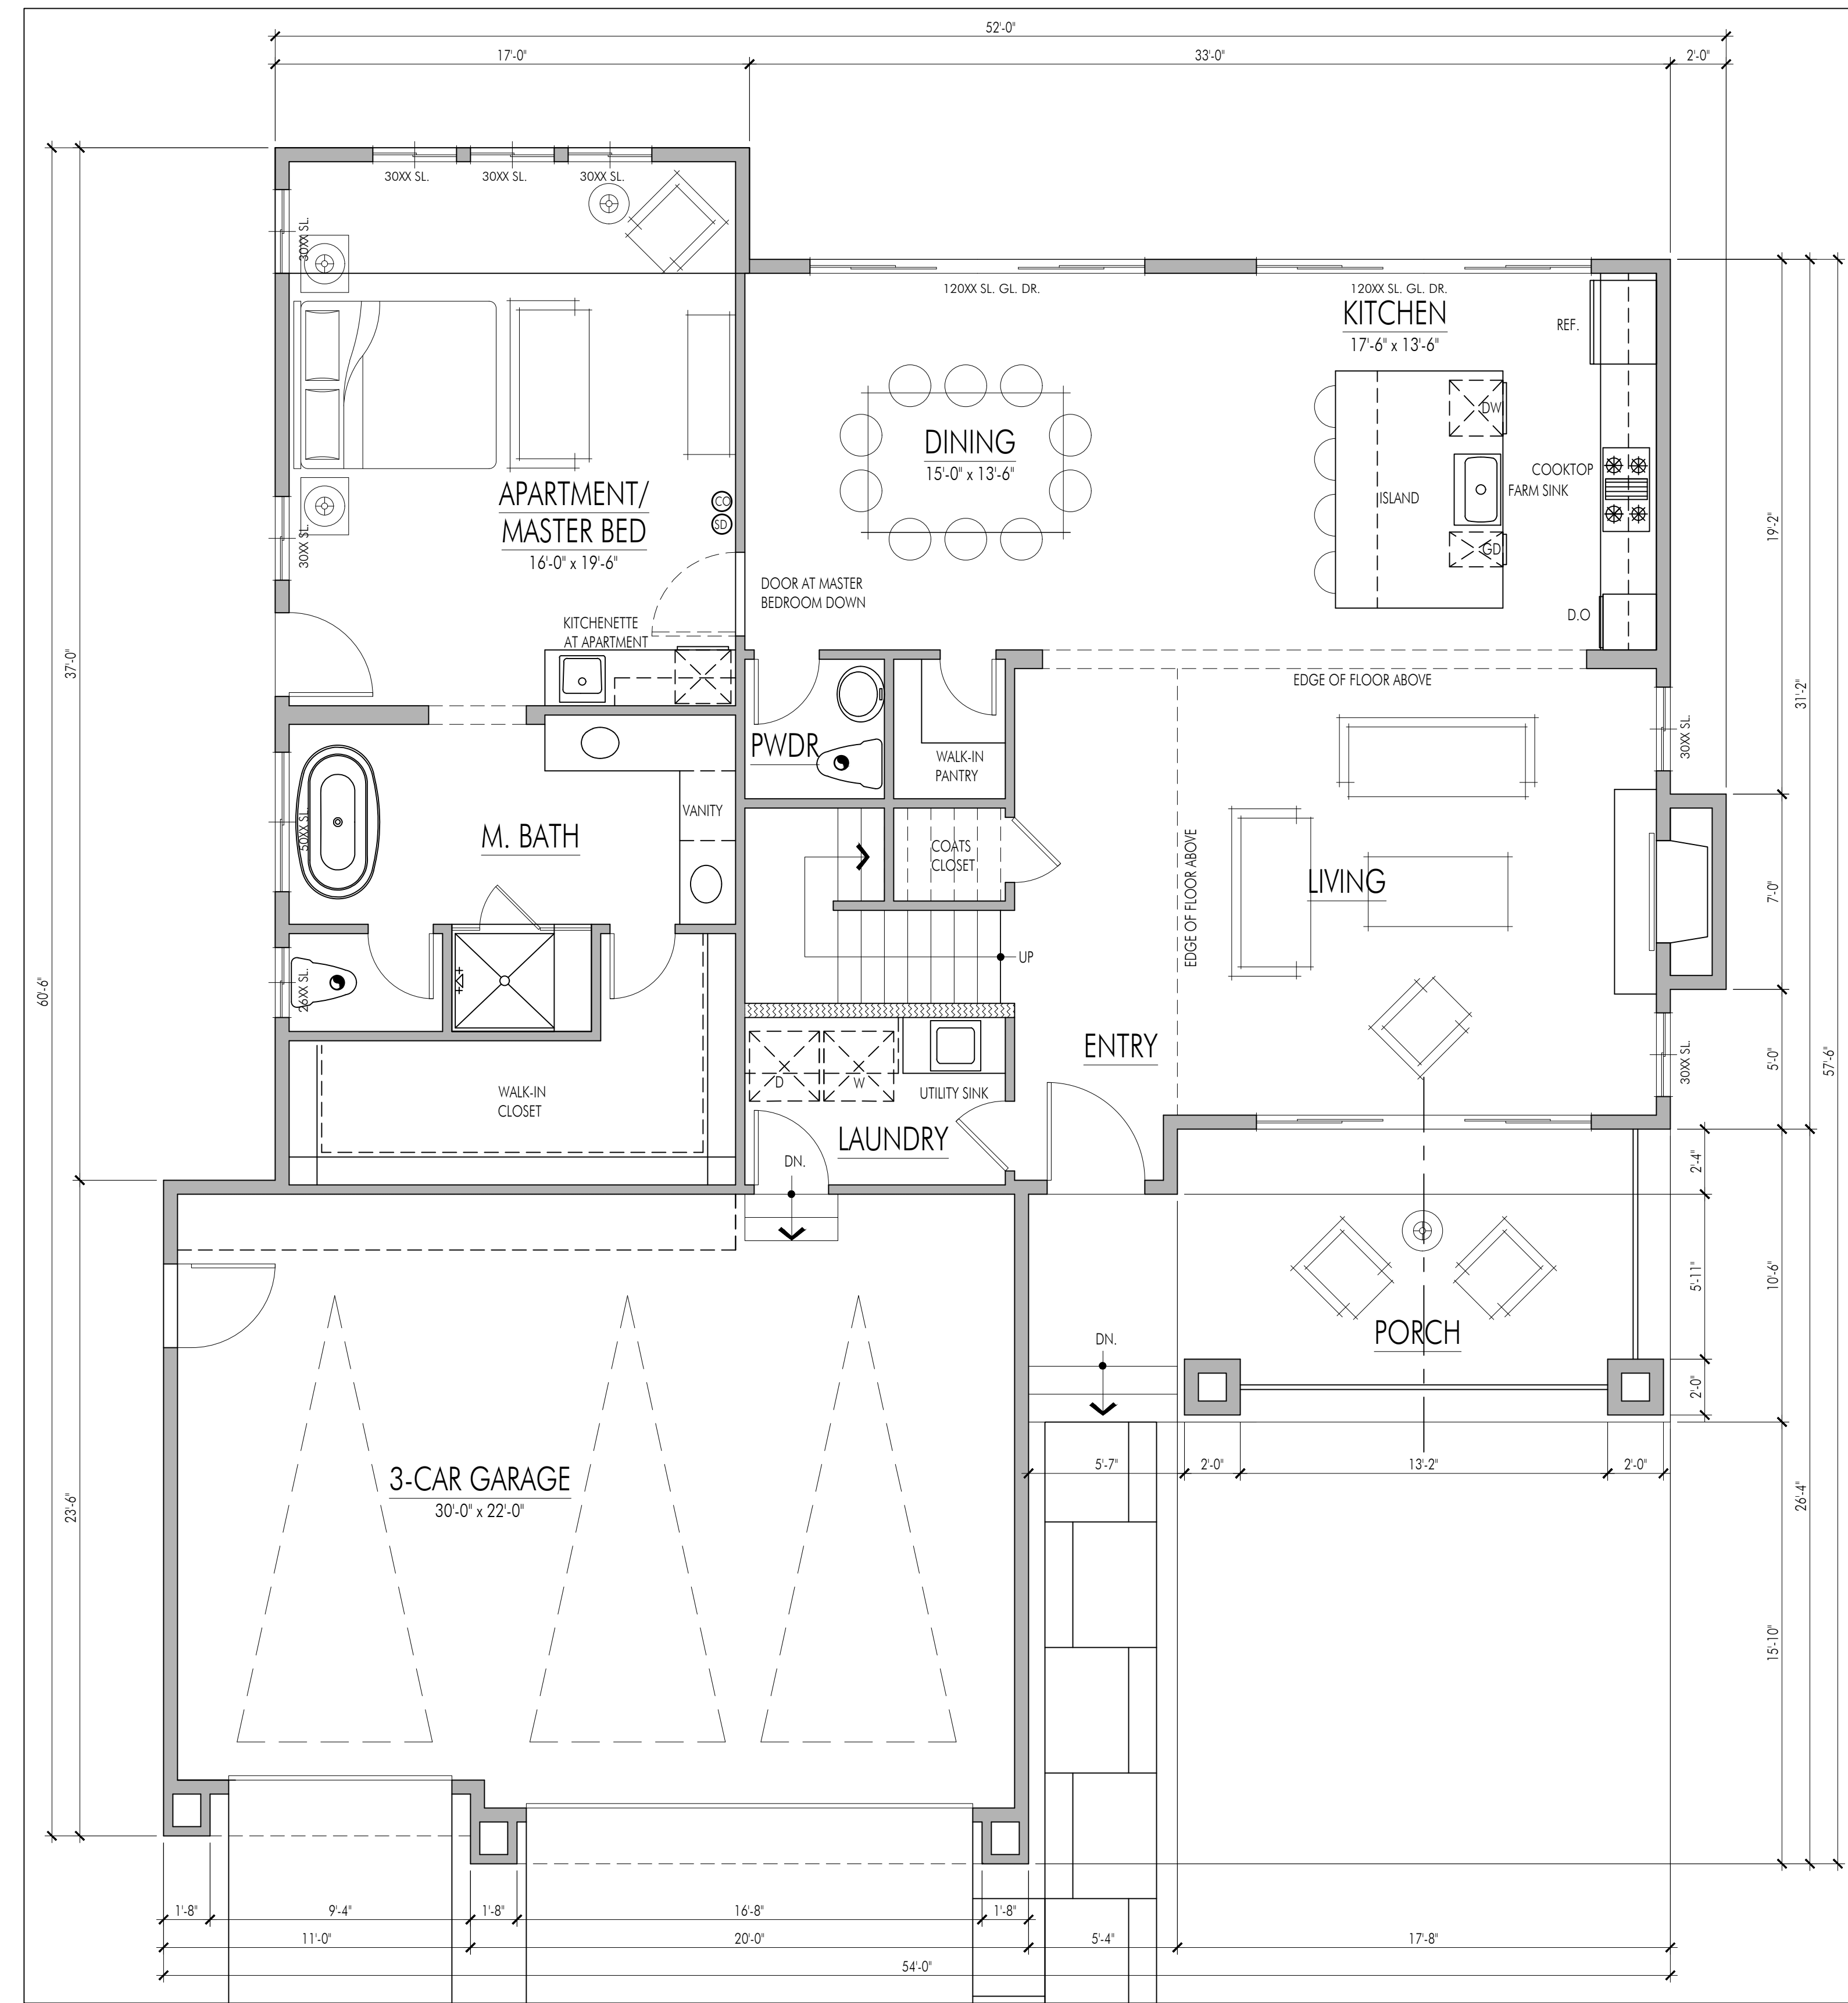 52'-0"
17'-0"
33'-0"
2'-0"
30XX SL.
30XX SL.
30XX SL.
30XX SL.
120XX SL. GL. DR.
120XX SL. GL. DR.
KITCHEN
17'-6" x 13'-6"
REF.
DW
DINING
15'-0" x 13'-6"
COOKTOP
FARM SINK
ISLAND
GD
D.O
APARTMENT/
MASTER BED
16'-0" x 19'-6"
CO
SD
30XX SL.
DOOR AT MASTER
BEDROOM DOWN
KITCHENETTE
AT APARTMENT
19'-2"
37'-0"
31'-2"
EDGE OF FLOOR ABOVE
30XX SL.
PWDR
WALK-IN
PANTRY
VANITY
50XX SL.
M. BATH
COATS
CLOSET
EDGE OF FLOOR ABOVE
LIVING
7'-0"
UP
26XX SL.
60'-6"
ENTRY
30XX SL.
5'-0"
57'-6"
D
W
UTILITY SINK
WALK-IN
CLOSET
LAUNDRY
DN.
2'-4"
5'-11"
10'-6"
PORCH
DN.
2'-0"
3-CAR GARAGE
30'-0" x 22'-0"
23'-6"
5'-7"
2'-0"
13'-2"
2'-0"
26'-4"
15'-10"
1'-8"
9'-4"
1'-8"
16'-8"
1'-8"
11'-0"
20'-0"
5'-4"
17'-8"
54'-0"